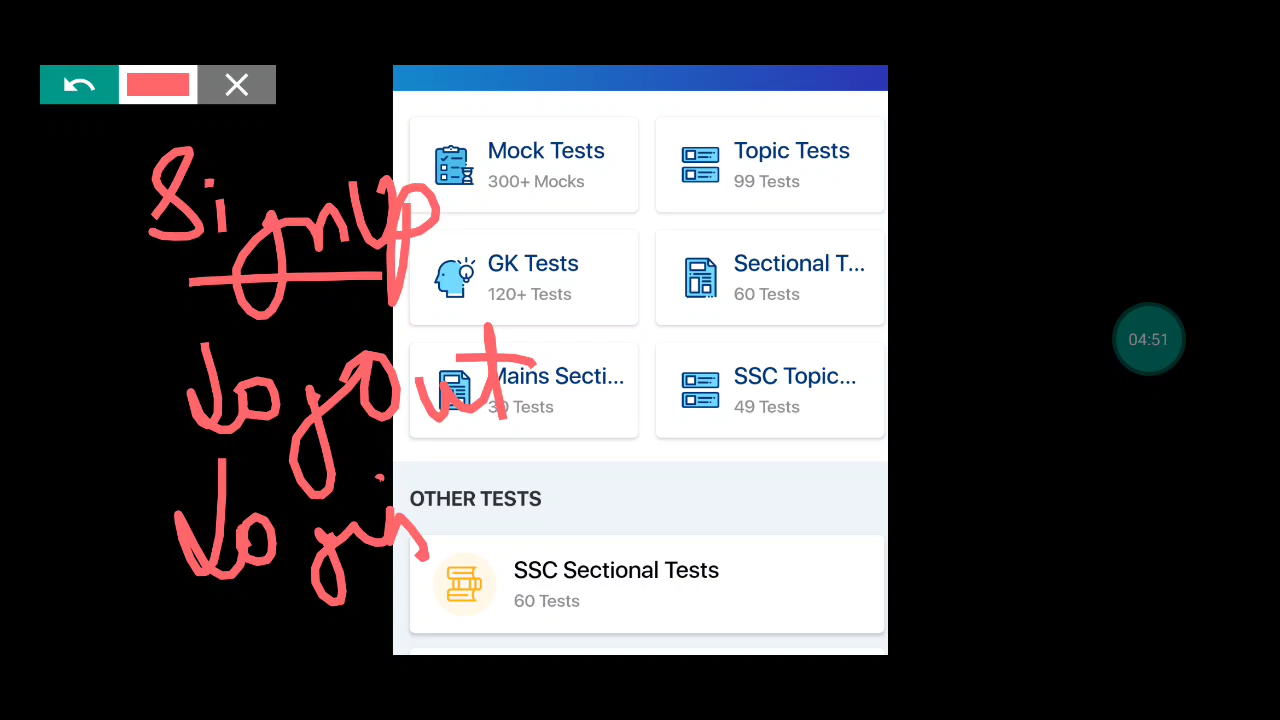 Mock Tests
300+ Mocks
Topic Tests
99 Tests
Signup
GK Tests
120+ Tests
Sectional T...
60 Tests
04:51
Logout
Mains Secti...
30 Tests
SSC Topic...
49 Tests
OTHER TESTS
Login
SSC Sectional Tests
60 Tests